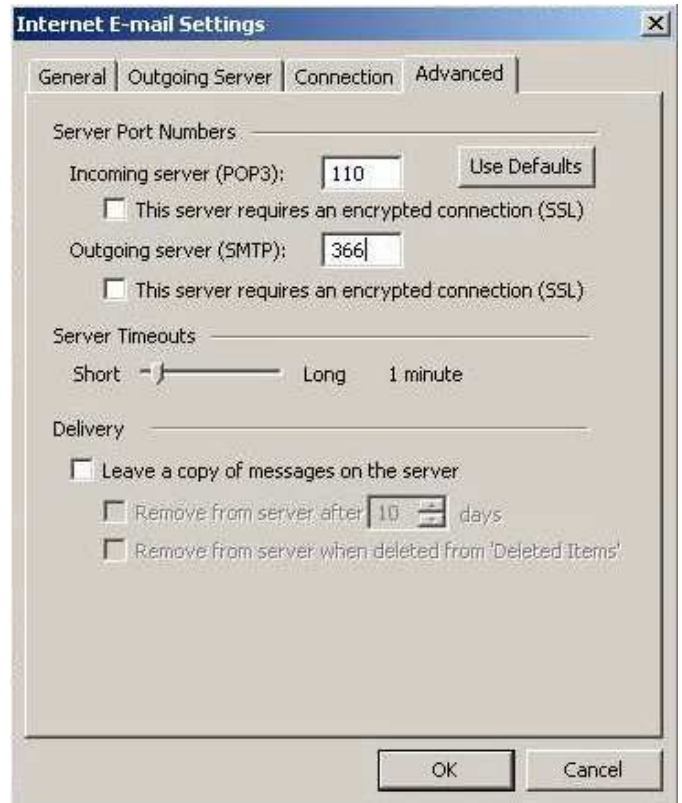 Internet E-mail Settings
General Outgoing Server Connection Advanced
Server Port Numbers
Incoming server (POP3): 110 Use Defaults
This server requires an encrypted connection (SSL)
Outgoing server (SMTP): 366
This server requires an encrypted connection (SSL)
Server Timeouts
Short Long 1 minute
Delivery
Leave a copy of messages on the server
Remove from server after 10 days
Remove from server when deleted from 'Deleted Items'
OK Cancel